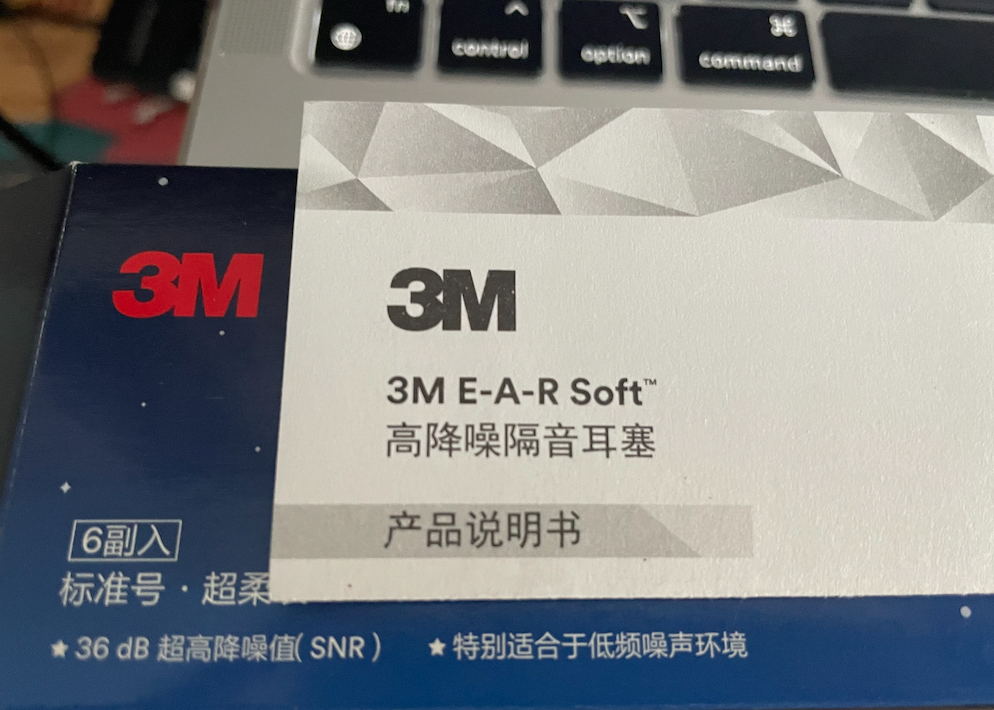 control
option
command
3M
3M
3M E-A-R Soft™
高降噪隔音耳塞
产品说明书
6副入
标准号 · 超柔
★ 36 dB 超高降噪值( SNR )
★ 特别适合于低频噪声环境